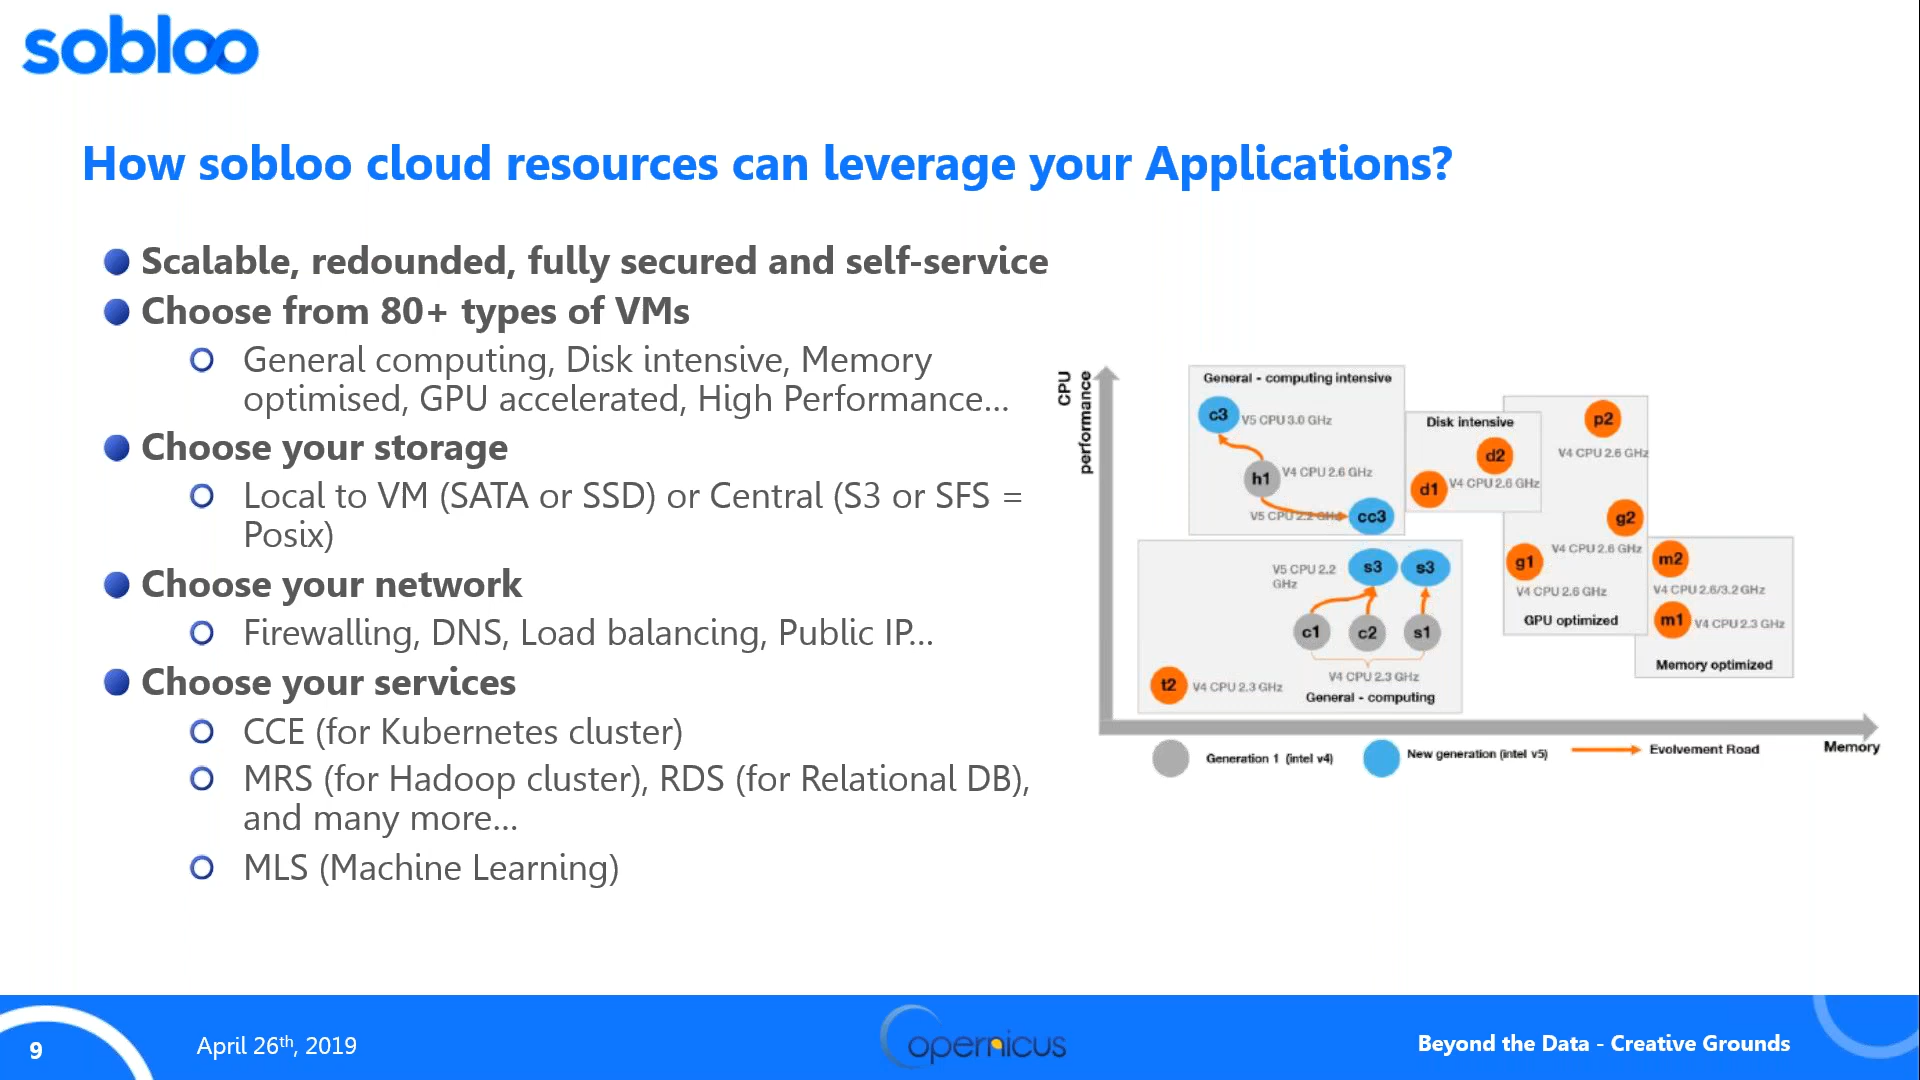 sobloo
How sobloo cloud resources can leverage your Applications?
Scalable, redounded, fully secured and self-service
Choose from 80+ types of VMs
General computing, Disk intensive, Memory
optimised, GPU accelerated, High Performance...
Choose your storage
Local to VM (SATA or SSD) or Central (S3 or SFS =
Posix)
Choose your network
Firewalling, DNS, Load balancing, Public IP...
Choose your services
CCE (for Kubernetes cluster)
MRS (for Hadoop cluster), RDS (for Relational DB),
and many more...
MLS (Machine Learning)
CPU
performance
General - computing intensive
c3 V5 CPU 3.0 GHz
h1 V4 CPU 2.6 GHz
V5 CPU 2.2 GHz cc3
Disk intensive
d2
d1 V4 CPU 2.6 GHz
p2
V4 CPU 2.6 GHz
g2
V4 CPU 2.6 GHz
g1
V4 CPU 2.6 GHz
GPU optimized
m2
V4 CPU 2.6/3.2 GHz
m1 V4 CPU 2.3 GHz
Memory optimized
V5 CPU 2.2
GHz
s3 s3
c1 c2 s1
V4 CPU 2.3 GHz
t2 V4 CPU 2.3 GHz
General - computing
Memory
Generation 1 (intel v4)
New generation (intel v5)
Evolvement Road
9
April 26th, 2019
opernicus
Beyond the Data - Creative Grounds